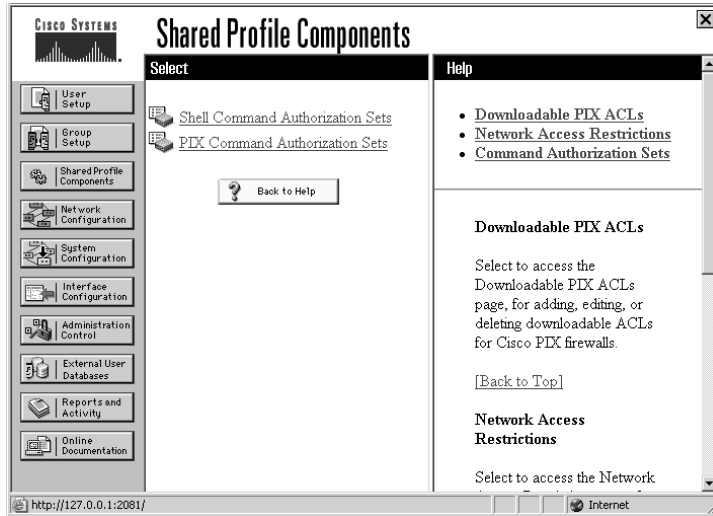 CISCO SYSTEMS
Shared Profile Components
User
Setup
Group
Setup
Shared Profile
Components
Network
Configuration
System
Configuration
Interface
Configuration
Administration
Control
External User
Databases
Reports and
Activity
Online
Documentation
Select
Shell Command Authorization Sets
PIX Command Authorization Sets
? Back to Help
Help
• Downloadable PIX ACLs
• Network Access Restrictions
• Command Authorization Sets
Downloadable PIX ACLs
Select to access the
Downloadable PIX ACLs
page, for adding, editing, or
deleting downloadable ACLs
for Cisco PIX firewalls.
[Back to Top]
Network Access
Restrictions
Select to access the Network
http://127.0.0.1:2081/
Internet